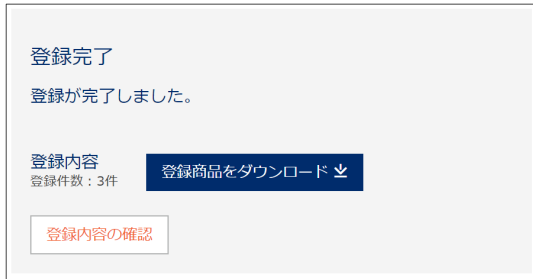 登録完了
登録が完了しました。
登録内容
登録件数：3件
登録商品をダウンロード
登録内容の確認